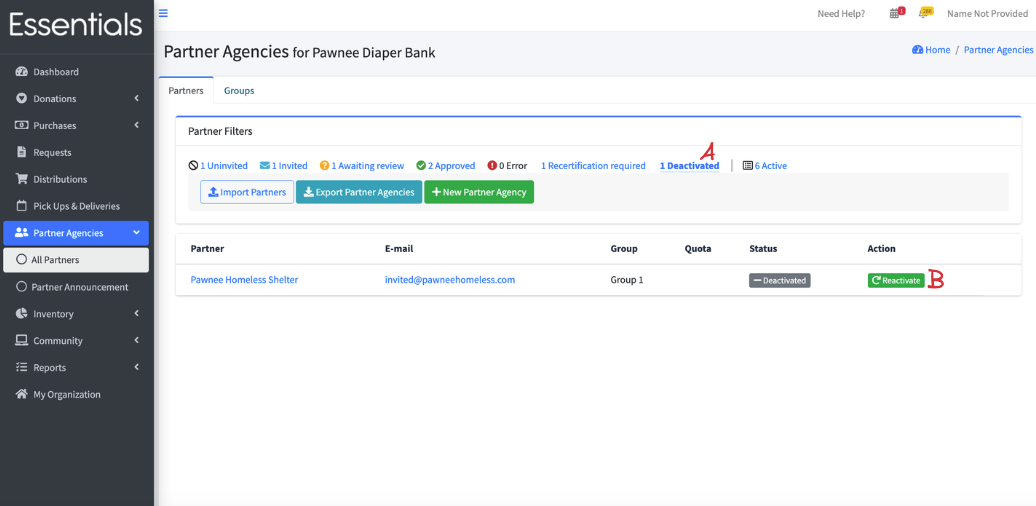 Essentials
Need Help?
1
286
Name Not Provided
Partner Agencies for Pawnee Diaper Bank
Home / Partner Agencies
Dashboard
Donations
Purchases
Requests
Distributions
Pick Ups & Deliveries
Partner Agencies
All Partners
Partner Announcement
Inventory
Community
Reports
My Organization
Partners Groups
Partner Filters
A
1 Uninvited 1 Invited 1 Awaiting review 2 Approved 0 Error 1 Recertification required 1 Deactivated | 6 Active
Import Partners Export Partner Agencies New Partner Agency
Partner E-mail Group Quota Status Action
Pawnee Homeless Shelter invited@pawneehomeless.com Group 1 Deactivated Reactivate B